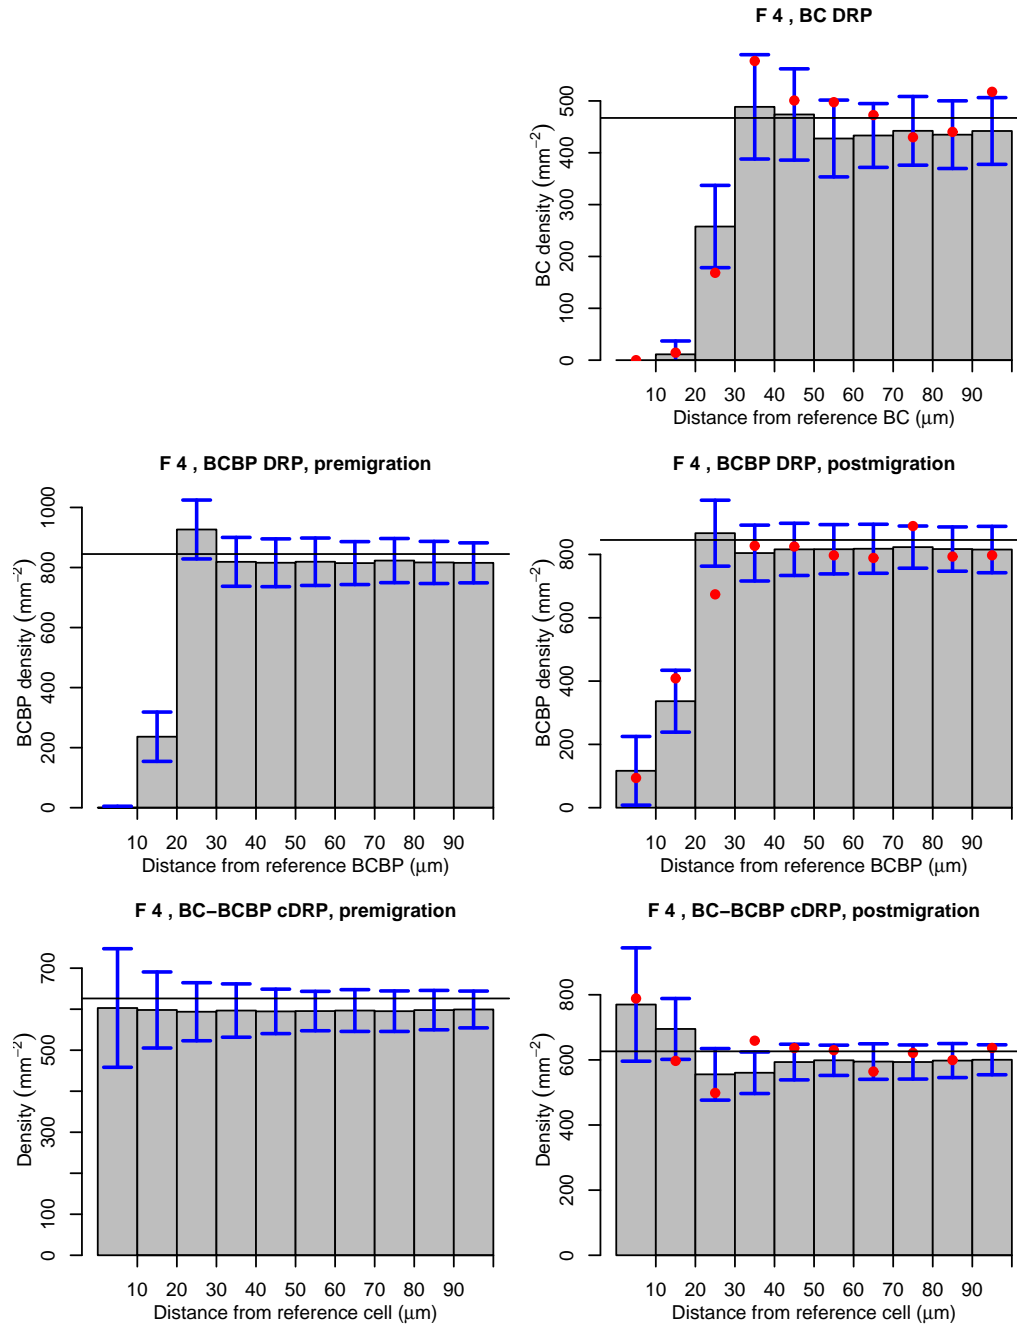 F 4 , BC DRP
BC density (mm−2)
0 100 200 300 400 500
10 20 30 40 50 60 70 80 90
Distance from reference BC (μm)
F 4 , BCBP DRP, premigration
BCBP density (mm−2)
0 200 400 600 800 1000
10 20 30 40 50 60 70 80 90
Distance from reference BCBP (μm)
F 4 , BCBP DRP, postmigration
BCBP density (mm−2)
0 200 400 600 800
10 20 30 40 50 60 70 80 90
Distance from reference BCBP (μm)
F 4 , BC−BCBP cDRP, premigration
Density (mm−2)
0 100 300 500 700
10 20 30 40 50 60 70 80 90
Distance from reference cell (μm)
F 4 , BC−BCBP cDRP, postmigration
Density (mm−2)
0 200 400 600 800
10 20 30 40 50 60 70 80 90
Distance from reference cell (μm)